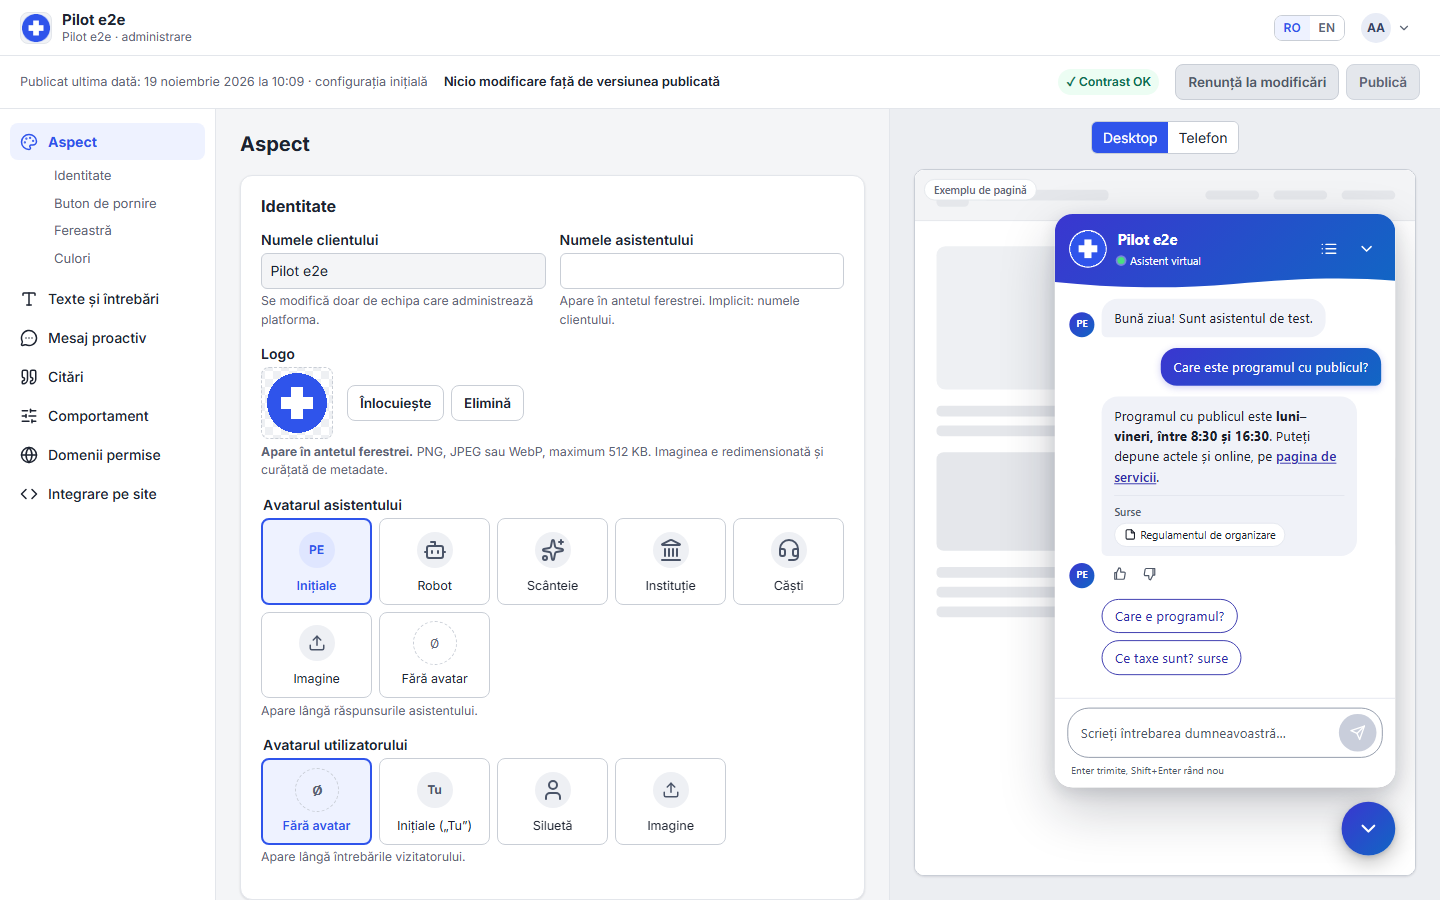 Pilot e2e
Pilot e2e · administrare
RO EN
AA
Publicat ultima dată: 19 noiembrie 2026 la 10:09 · configurația inițială
Nicio modificare față de versiunea publicată
✓ Contrast OK
Renunță la modificări
Publică
Aspect
Identitate
Buton de pornire
Fereastră
Culori
Texte și întrebări
Mesaj proactiv
Citări
Comportament
Domenii permise
Integrare pe site
Aspect
Identitate
Numele clientului
Pilot e2e
Se modifică doar de echipa care administrează
platforma.
Numele asistentului
Apare în antetul ferestrei. Implicit: numele
clientului.
Logo
Înlocuiește
Elimină
Apare în antetul ferestrei. PNG, JPEG sau WebP, maximum 512 KB. Imaginea e redimensionată și
curățată de metadate.
Avatarul asistentului
PE
Inițiale
Robot
Scânteie
Instituție
Căști
Imagine
Ø
Fără avatar
Apare lângă răspunsurile asistentului.
Avatarul utilizatorului
Ø
Fără avatar
Tu
Inițiale („Tu”)
Siluetă
Imagine
Apare lângă întrebările vizitatorului.
Desktop
Telefon
Exemplu de pagină
Pilot e2e
Asistent virtual
PE
Bună ziua! Sunt asistentul de test.
Care este programul cu publicul?
Programul cu publicul este luni–
vineri, între 8:30 și 16:30. Puteți
depune actele și online, pe pagina de
servicii.
Surse
Regulamentul de organizare
PE
Care e programul?
Ce taxe sunt? surse
Scrieți întrebarea dumneavoastră...
Enter trimite, Shift+Enter rând nou